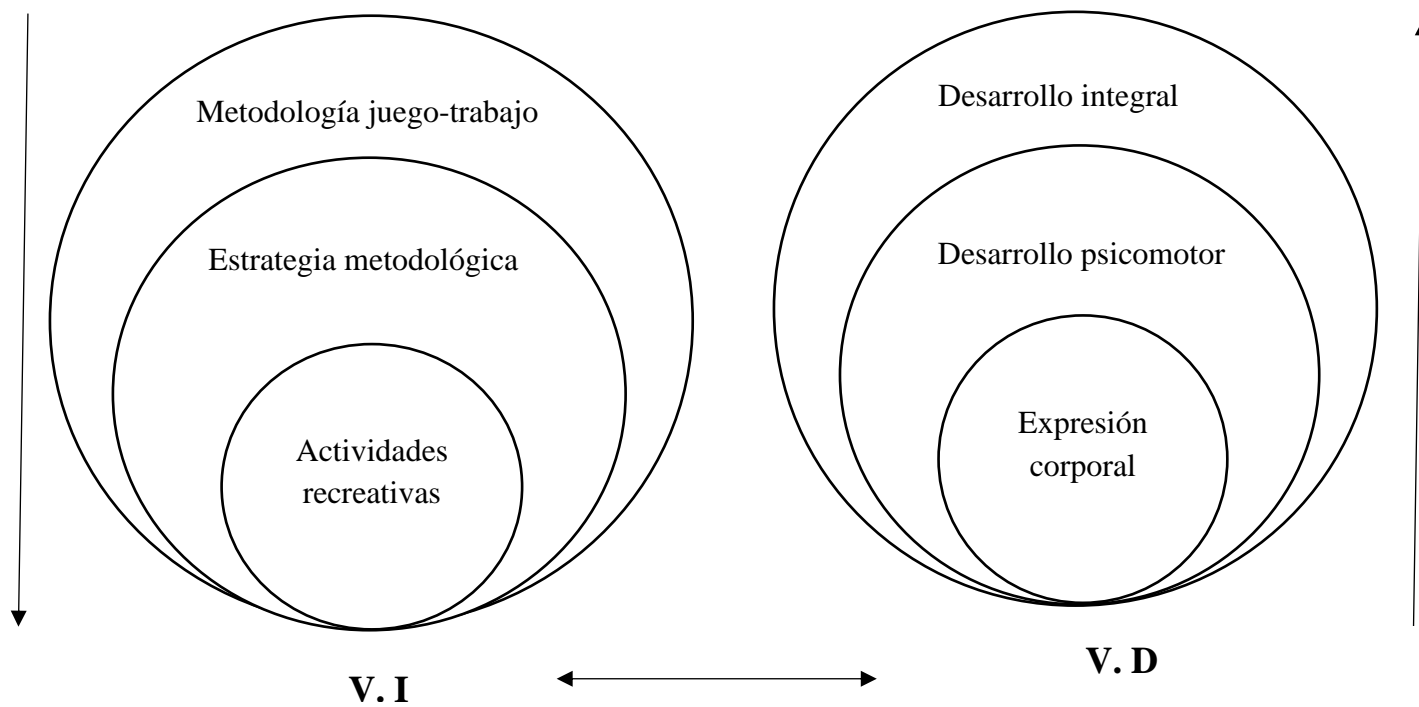 Metodología juego-trabajo
Estrategia metodológica
Actividades
recreativas
V. I
Desarrollo integral
Desarrollo psicomotor
Expresión
corporal
V. D